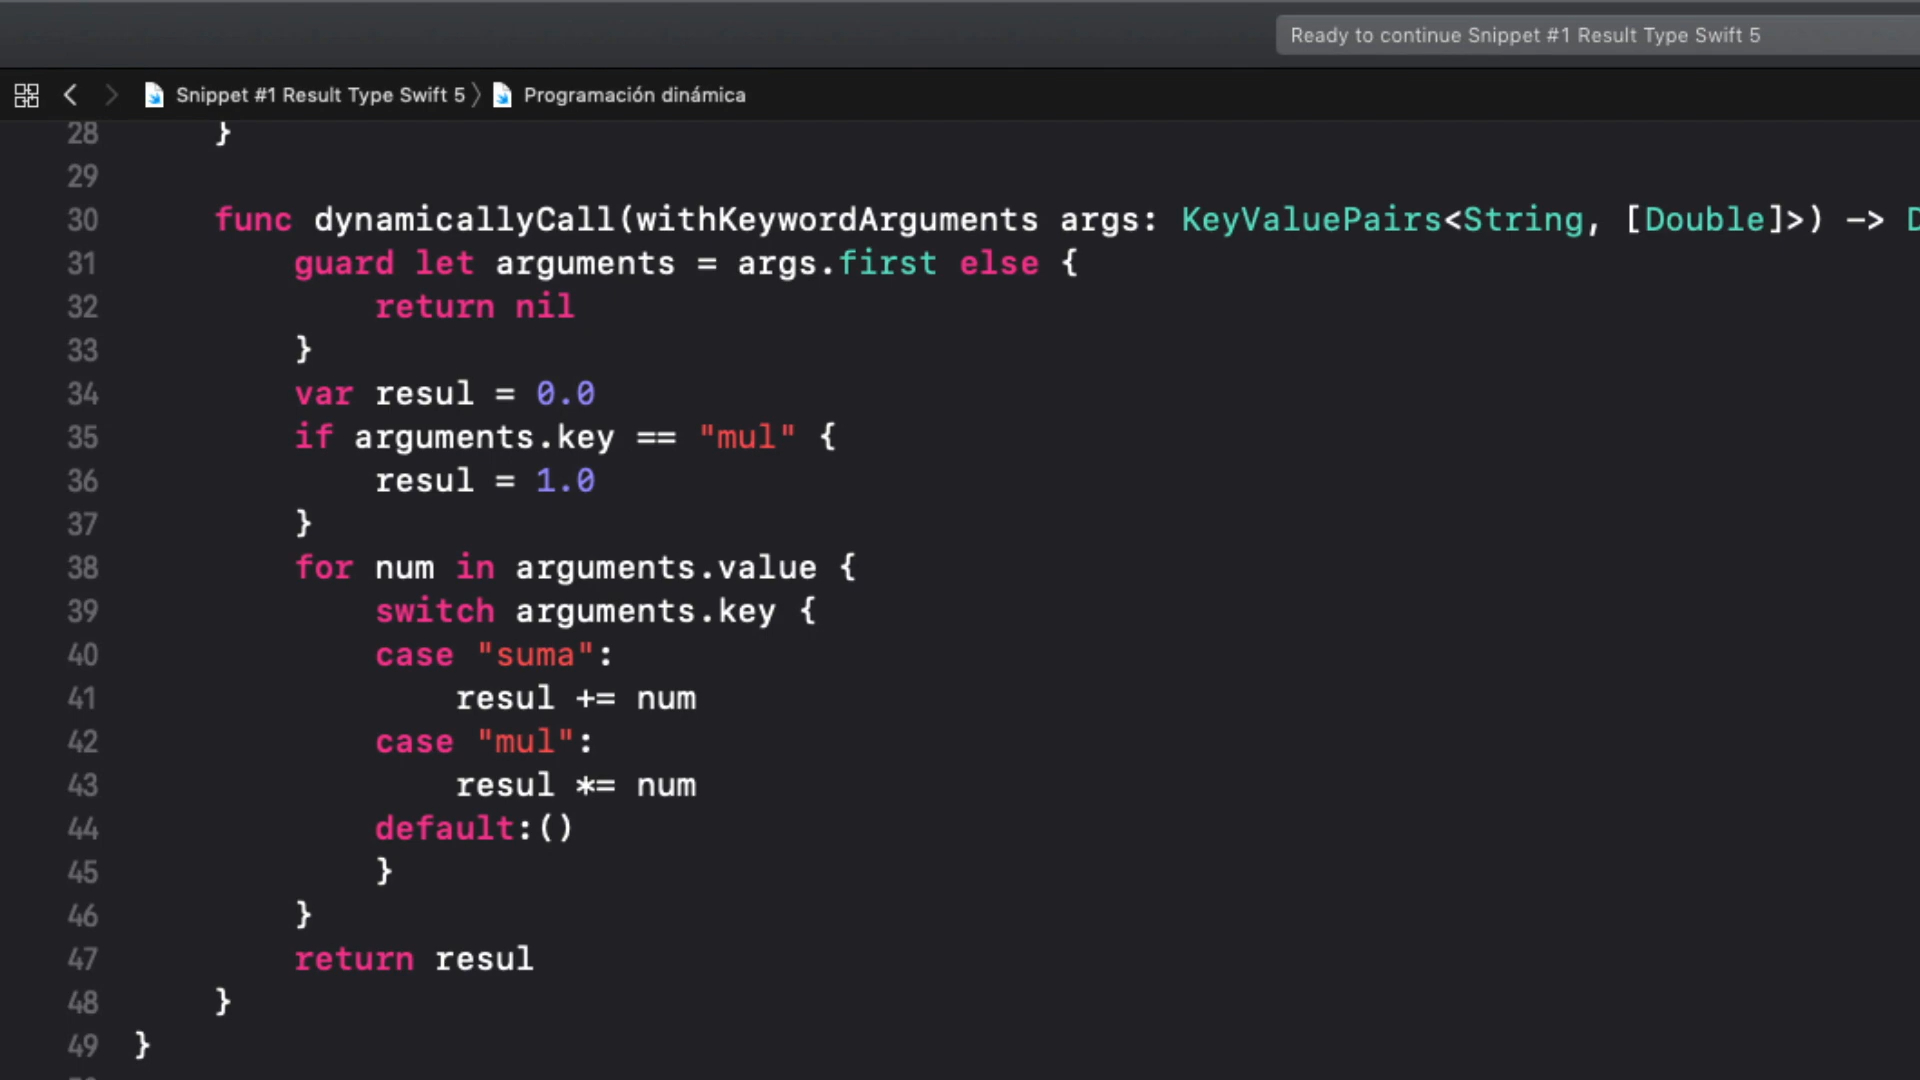 Ready to continue Snippet #1 Result Type Swift 5
Snippet #1 Result Type Swift 5 〉 Programación dinámica
28 }
29
30 func dynamicallyCall(withKeywordArguments args: KeyValuePairs<String, [Double]>) -> D
31 guard let arguments = args.first else {
32 return nil
33 }
34 var resul = 0.0
35 if arguments.key == "mul" {
36 resul = 1.0
37 }
38 for num in arguments.value {
39 switch arguments.key {
40 case "suma":
41 resul += num
42 case "mul":
43 resul *= num
44 default:()
45 }
46 }
47 return resul
48 }
49 }